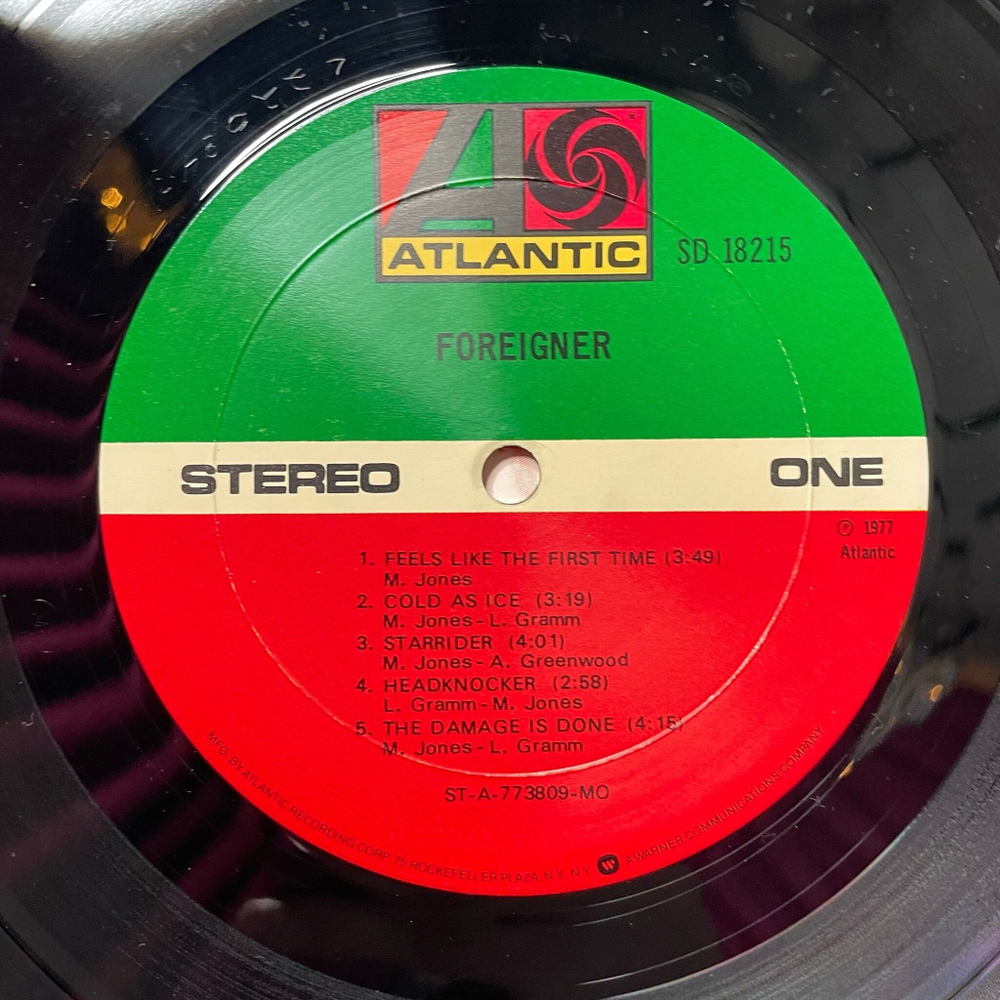 ATLANTIC
SD 18215
FOREIGNER
STEREO
ONE
Ⓟ 1977
Atlantic
1. FEELS LIKE THE FIRST TIME (3:49)
M. Jones
2. COLD AS ICE (3:19)
M. Jones - L. Gramm
3. STARRIDER (4:01)
M. Jones - A. Greenwood
4. HEADKNOCKER (2:58)
L. Gramm - M. Jones
5. THE DAMAGE IS DONE (4:15)
M. Jones - L. Gramm
ST-A-773809-MO
MFG. BY ATLANTIC RECORDING CORP. 75 ROCKEFELLER PLAZA, N.Y. N.Y. A WARNER COMMUNICATIONS COMPANY